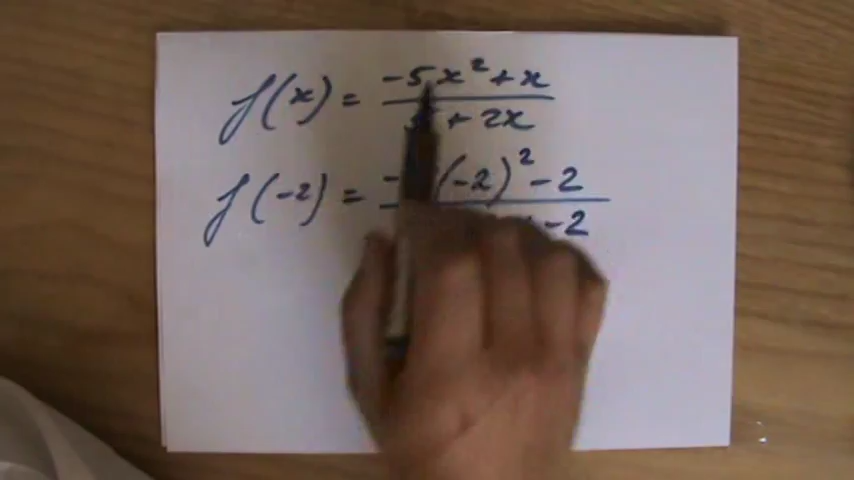 f(x) = -5x² + x / + 2x
f(-2) = - (-2)² - 2 / -2